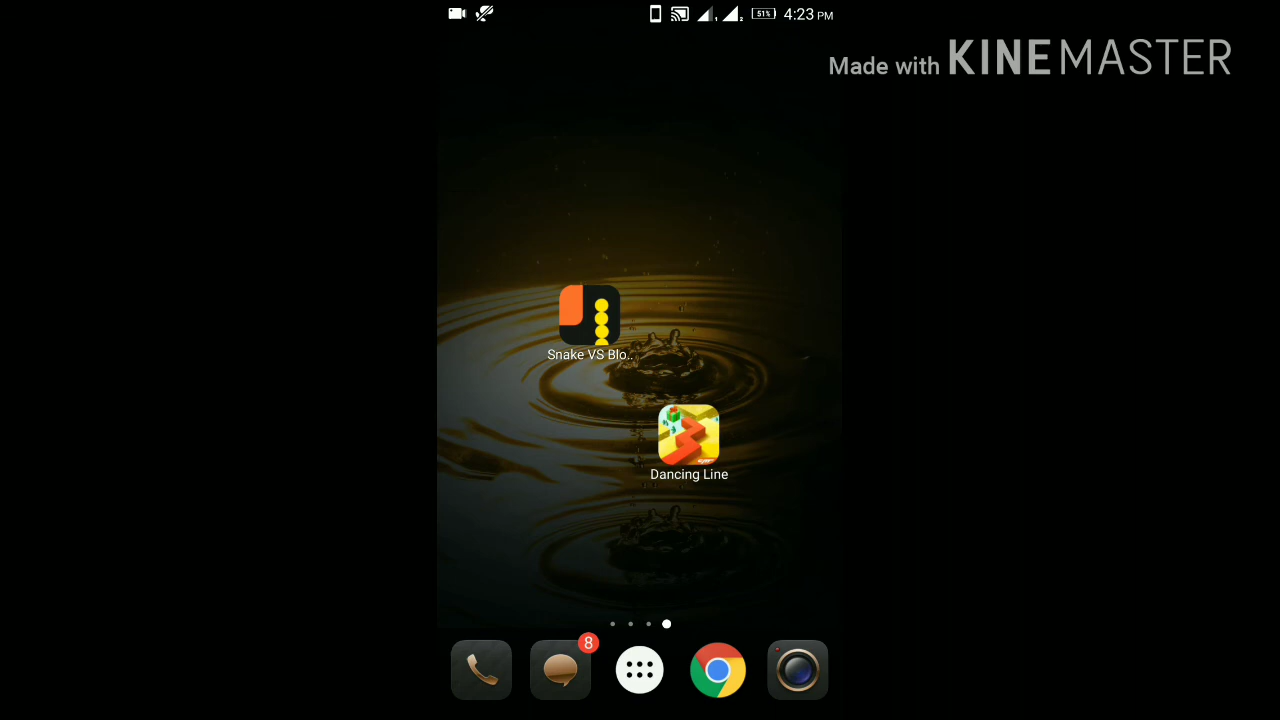 51% 4:23 PM
Made with KINEMASTER
Snake VS Blo..
Dancing Line
8